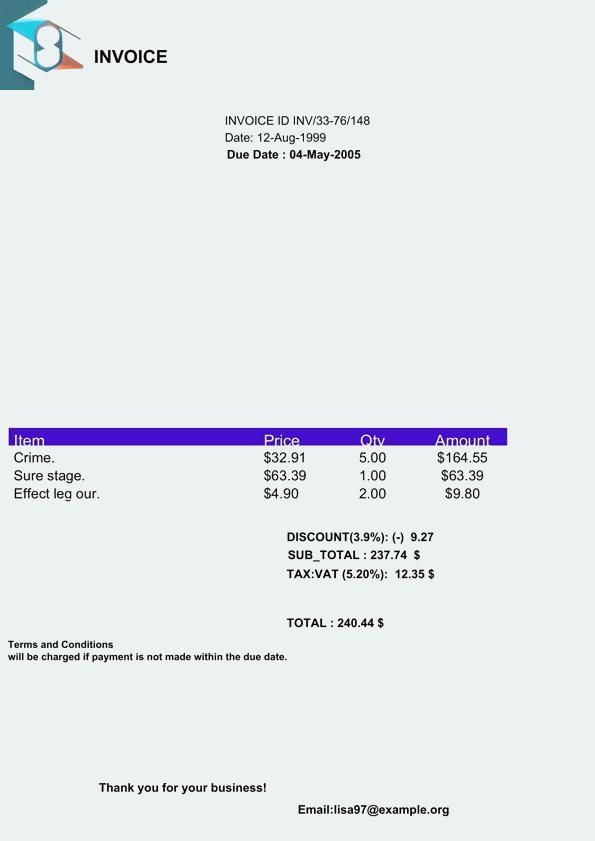 INVOICE
INVOICE ID INV/33-76/148
Date: 12-Aug-1999
Due Date : 04-May-2005
Item Price Qty Amount
Crime. $32.91 5.00 $164.55
Sure stage. $63.39 1.00 $63.39
Effect leg our. $4.90 2.00 $9.80
DISCOUNT(3.9%): (-) 9.27
SUB_TOTAL : 237.74 $
TAX:VAT (5.20%): 12.35 $
TOTAL : 240.44 $
Terms and Conditions
will be charged if payment is not made within the due date.
Thank you for your business!
Email:lisa97@example.org